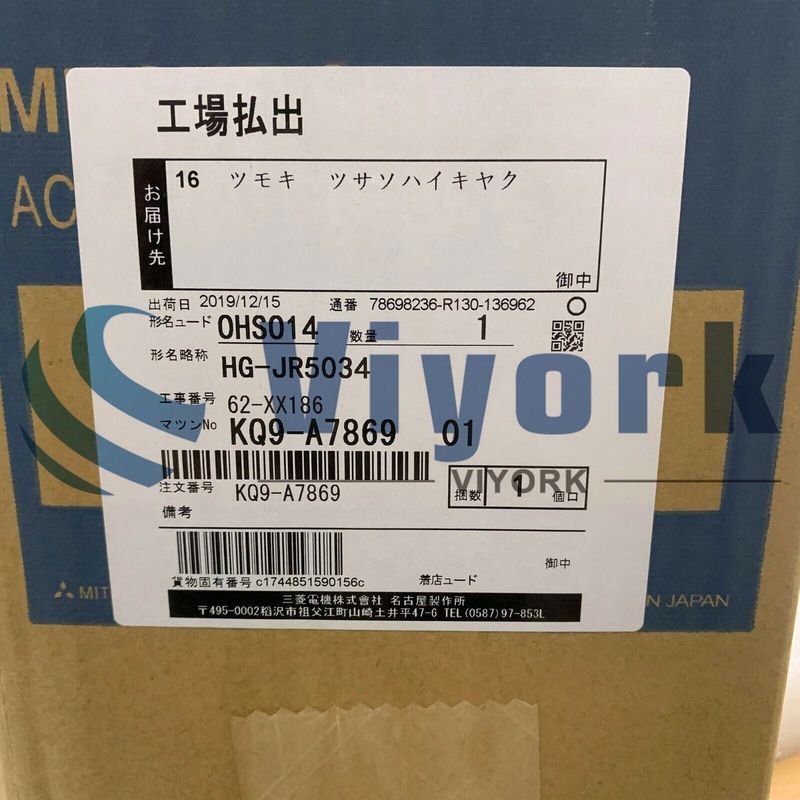 工場払出
お届け先
16 ツモキ ツサソハイキヤク
御中
出荷日 2019/12/15 通番 78698236-R130-136962
形名ュード OHS014 数量 1
形名略称 HG-JR5034
工事番号 62-XX186
マツンNo KQ9-A7869 01
注文番号 KQ9-A7869 梱数 1 個口
備考
御中
貨物固有番号 c1744851590156c 着店ュード
三菱電機株式會社 名古屋製作所
〒495-0002稲沢市祖父江町山崎土井平47-6 TEL(0587)97-853L
AC
MIT
N JAPAN
Viyork
VIYORK